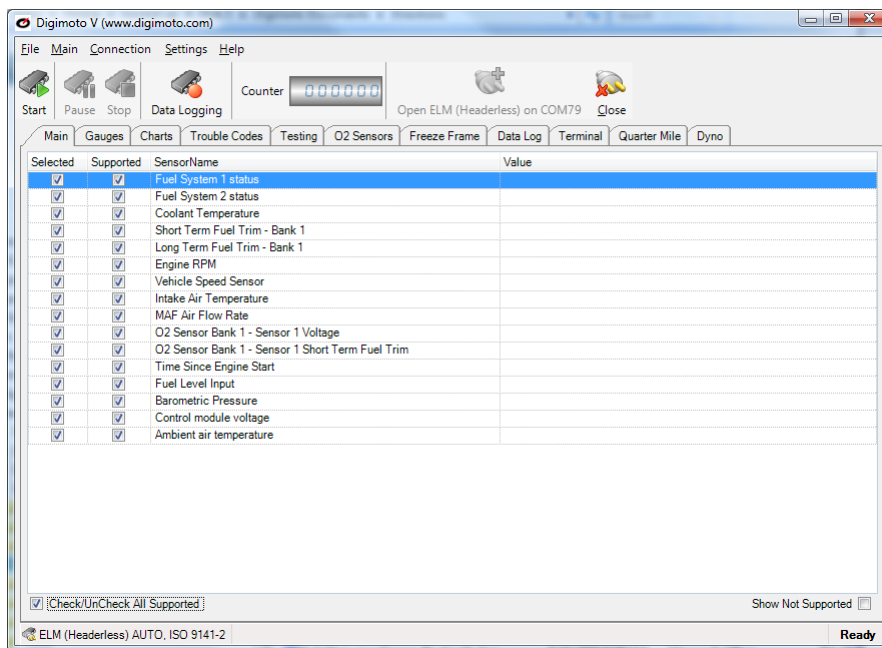 Digimoto V (www.digimoto.com)
File Main Connection Settings Help
Start Pause Stop Data Logging Counter 000000 Open ELM (Headerless) on COM79 Close
Main Gauges Charts Trouble Codes Testing O2 Sensors Freeze Frame Data Log Terminal Quarter Mile Dyno
Selected Supported SensorName Value
Fuel System 1 status
Fuel System 2 status
Coolant Temperature
Short Term Fuel Trim - Bank 1
Long Term Fuel Trim - Bank 1
Engine RPM
Vehicle Speed Sensor
Intake Air Temperature
MAF Air Flow Rate
O2 Sensor Bank 1 - Sensor 1 Voltage
O2 Sensor Bank 1 - Sensor 1 Short Term Fuel Trim
Time Since Engine Start
Fuel Level Input
Barometric Pressure
Control module voltage
Ambient air temperature
Check/UnCheck All Supported Show Not Supported
ELM (Headerless) AUTO, ISO 9141-2 Ready